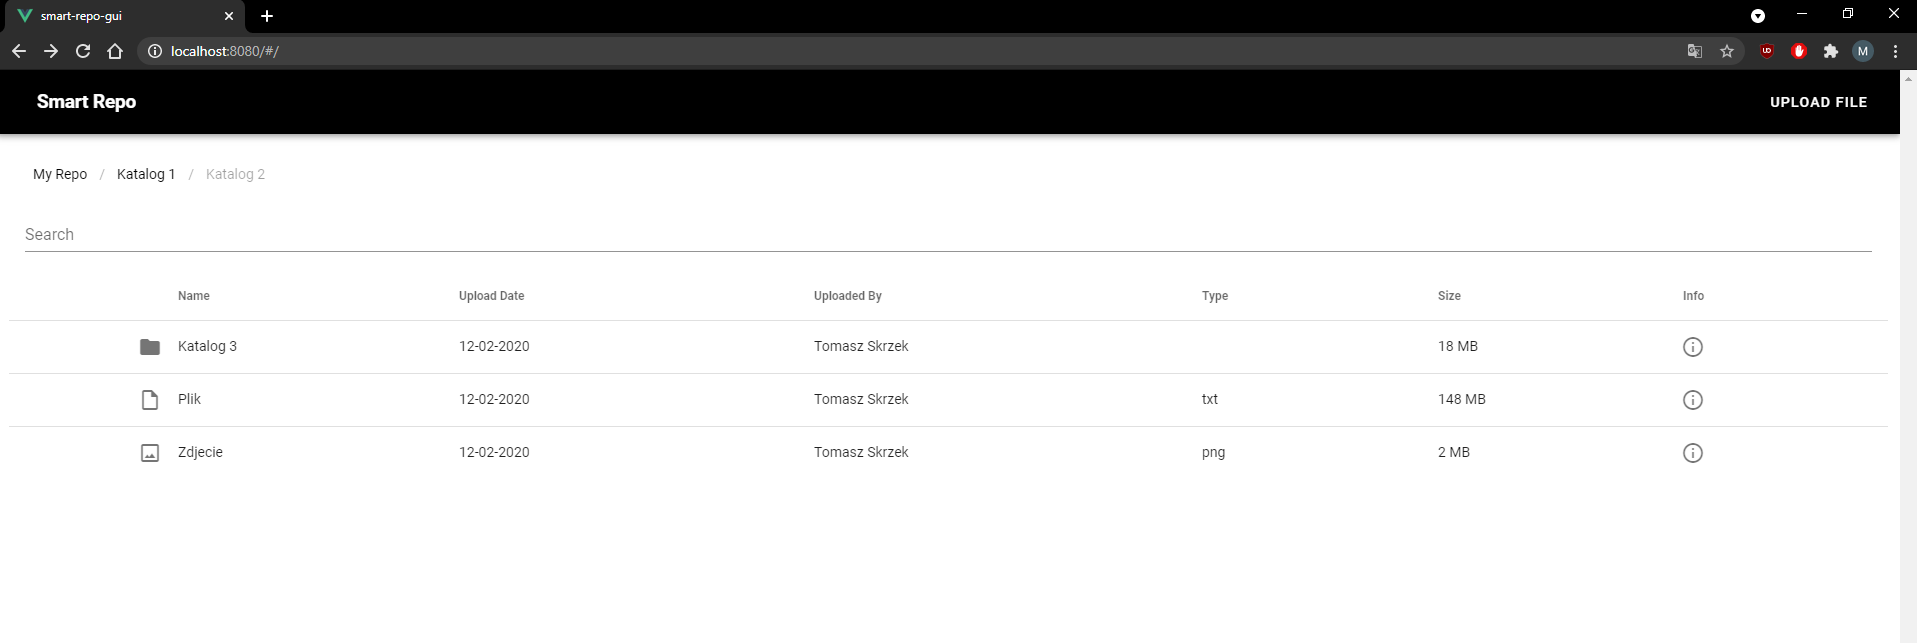 smart-repo-gui
localhost:8080/#/
M
Smart Repo UPLOAD FILE
My Repo / Katalog 1 / Katalog 2
Search
Name Upload Date Uploaded By Type Size Info
Katalog 3 12-02-2020 Tomasz Skrzek 18 MB
Plik 12-02-2020 Tomasz Skrzek txt 148 MB
Zdjecie 12-02-2020 Tomasz Skrzek png 2 MB